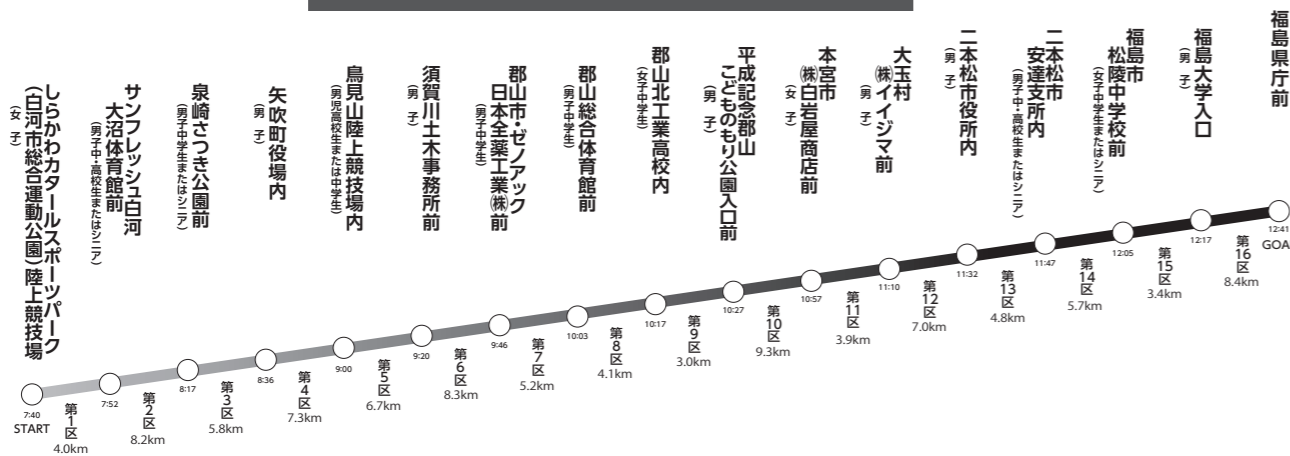 しらかわカタールスポーツパーク
(白河市総合運動公園)陸上競技場
(女　子)
サンフレッシュ白河
大沼体育館前
(男子中・高校生またはシニア)
泉崎さつき公園前
(男子中学生またはシニア)
矢吹町役場内
(男　子)
鳥見山陸上競技場内
(男児高校生または中学生)
須賀川土木事務所前
(男　子)
郡山市・ゼノアック
日本全薬工業㈱前
(男子中学生)
郡山総合体育館前
(男子中学生)
郡山北工業高校内
(女子中学生)
平成記念郡山
こどものもり公園入口前
(男　子)
本宮市
㈱白岩屋商店前
(女　子)
大玉村
㈱イイジマ前
(男　子)
二本松市役所内
(男　子)
二本松市
安達支所内
(男子中・高校生またはシニア)
福島市
松陵中学校前
(女子中学生またはシニア)
福島大学入口
(男　子)
福島県庁前
7:40
START
第1区
4.0km
7:52
第2区
8.2km
8:17
第3区
5.8km
8:36
第4区
7.3km
9:00
第5区
6.7km
9:20
第6区
8.3km
9:46
第7区
5.2km
10:03
第8区
4.1km
10:17
第9区
3.0km
10:27
第10区
9.3km
10:57
第11区
3.9km
11:10
第12区
7.0km
11:32
第13区
4.8km
11:47
第14区
5.7km
12:05
第15区
3.4km
12:17
第16区
8.4km
12:41
GOA